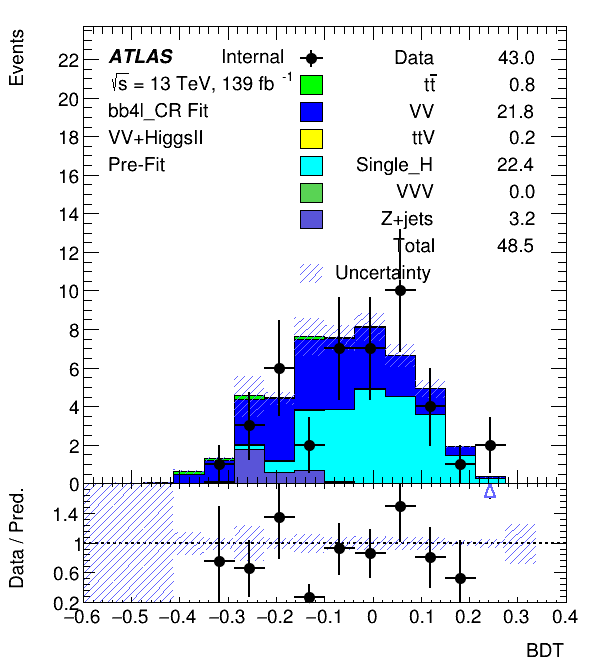 Events
ATLAS Internal
√s = 13 TeV, 139 fb -1
bb4l_CR Fit
VV+HiggsII
Pre-Fit
Data 43.0
tt̅ 0.8
VV 21.8
ttV 0.2
Single_H 22.4
VVV 0.0
Z+jets 3.2
Total 48.5
Uncertainty
22
20
18
16
14
12
10
8
6
4
2
0
Data / Pred.
1.4
1
0.6
0.2
−0.6 −0.5 −0.4 −0.3 −0.2 −0.1 0 0.1 0.2 0.3 0.4
BDT